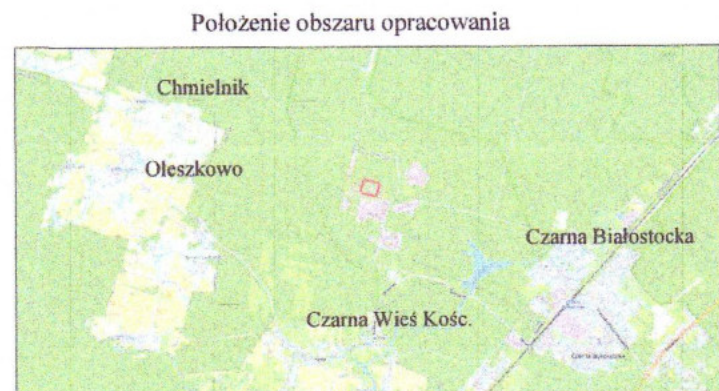 Położenie obszaru opracowania
Chmielnik
Oleszkowo
Czarna Białostocka
Czarna Wieś Kośc.